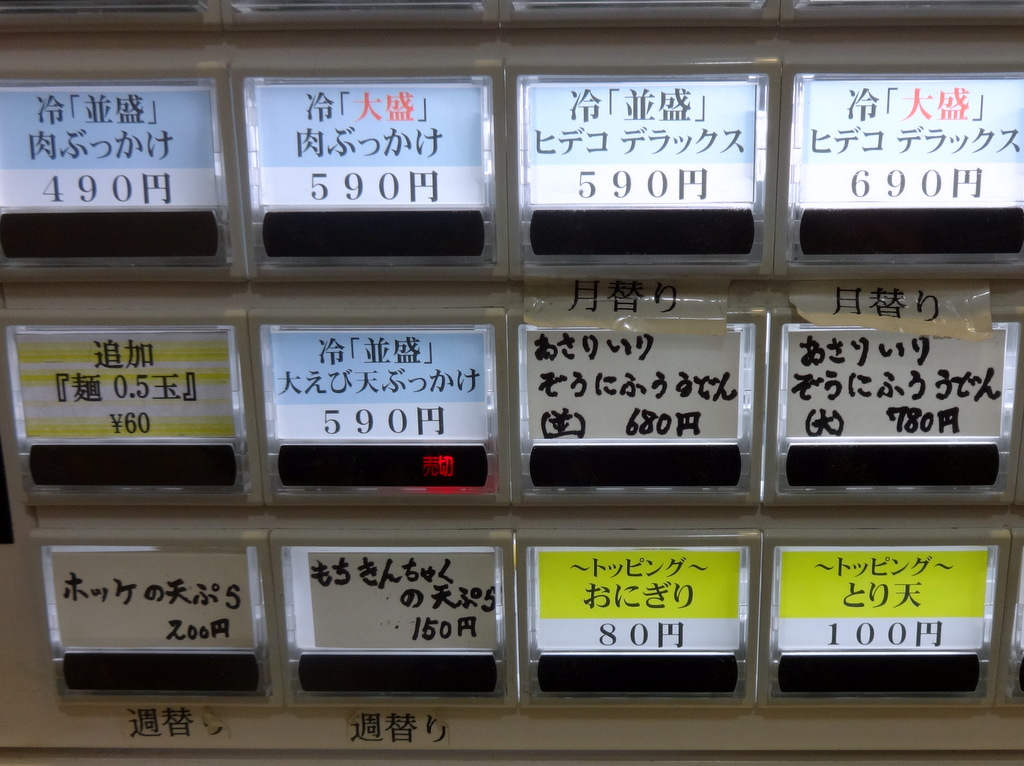 冷「並盛」
肉ぶっかけ
４９０円
冷「大盛」
肉ぶっかけ
５９０円
冷「並盛」
ヒデコ デラックス
５９０円
冷「大盛」
ヒデコ デラックス
６９０円
追加
『麺 0.5玉』
¥60
冷「並盛」
大えび天ぶっかけ
５９０円
売切
月替り
あさりいり
ぞうにふううどん
(並) 680円
月替り
あさりいり
ぞうにふううどん
(大) 780円
ホッケの天ぷら
200円
週替り
もちきんちゃく
の天ぷら
150円
週替り
～トッピング～
おにぎり
８０円
～トッピング～
とり天
１００円